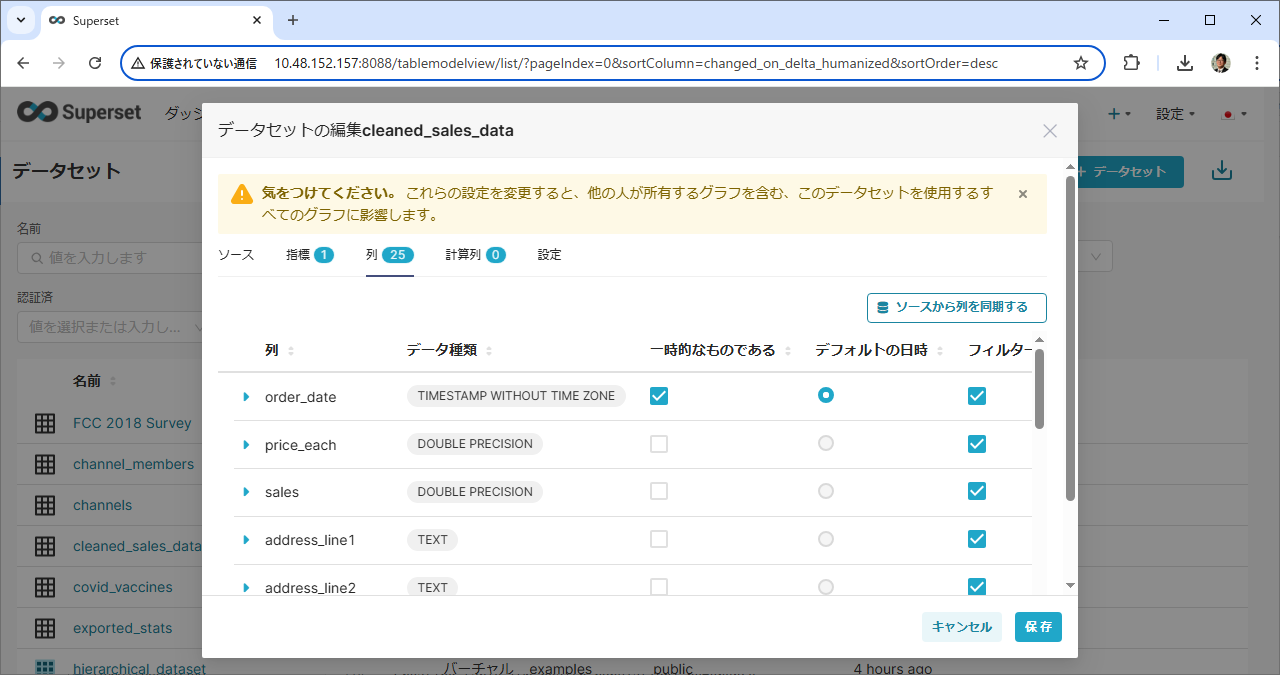 Superset
保護されていない通信 10.48.152.157:8088/tablemodelview/list/?pageIndex=0&sortColumn=changed_on_delta_humanized&sortOrder=desc
Superset ダッシ
設定
データセット
+ データセット
名前
値を入力します
認証済
値を選択または入力し...
名前
FCC 2018 Survey
channel_members
channels
cleaned_sales_data
covid_vaccines
exported_stats
hierarchical_dataset バーチャル examples public 4 hours ago
データセットの編集cleaned_sales_data
気をつけてください。 これらの設定を変更すると、他の人が所有するグラフを含む、このデータセットを使用するす
べてのグラフに影響します。
ソース 指標 1 列 25 計算列 0 設定
ソースから列を同期する
列 データ種類 一時的なものである デフォルトの日時 フィルター
order_date TIMESTAMP WITHOUT TIME ZONE
price_each DOUBLE PRECISION
sales DOUBLE PRECISION
address_line1 TEXT
address_line2 TEXT
キャンセル 保存